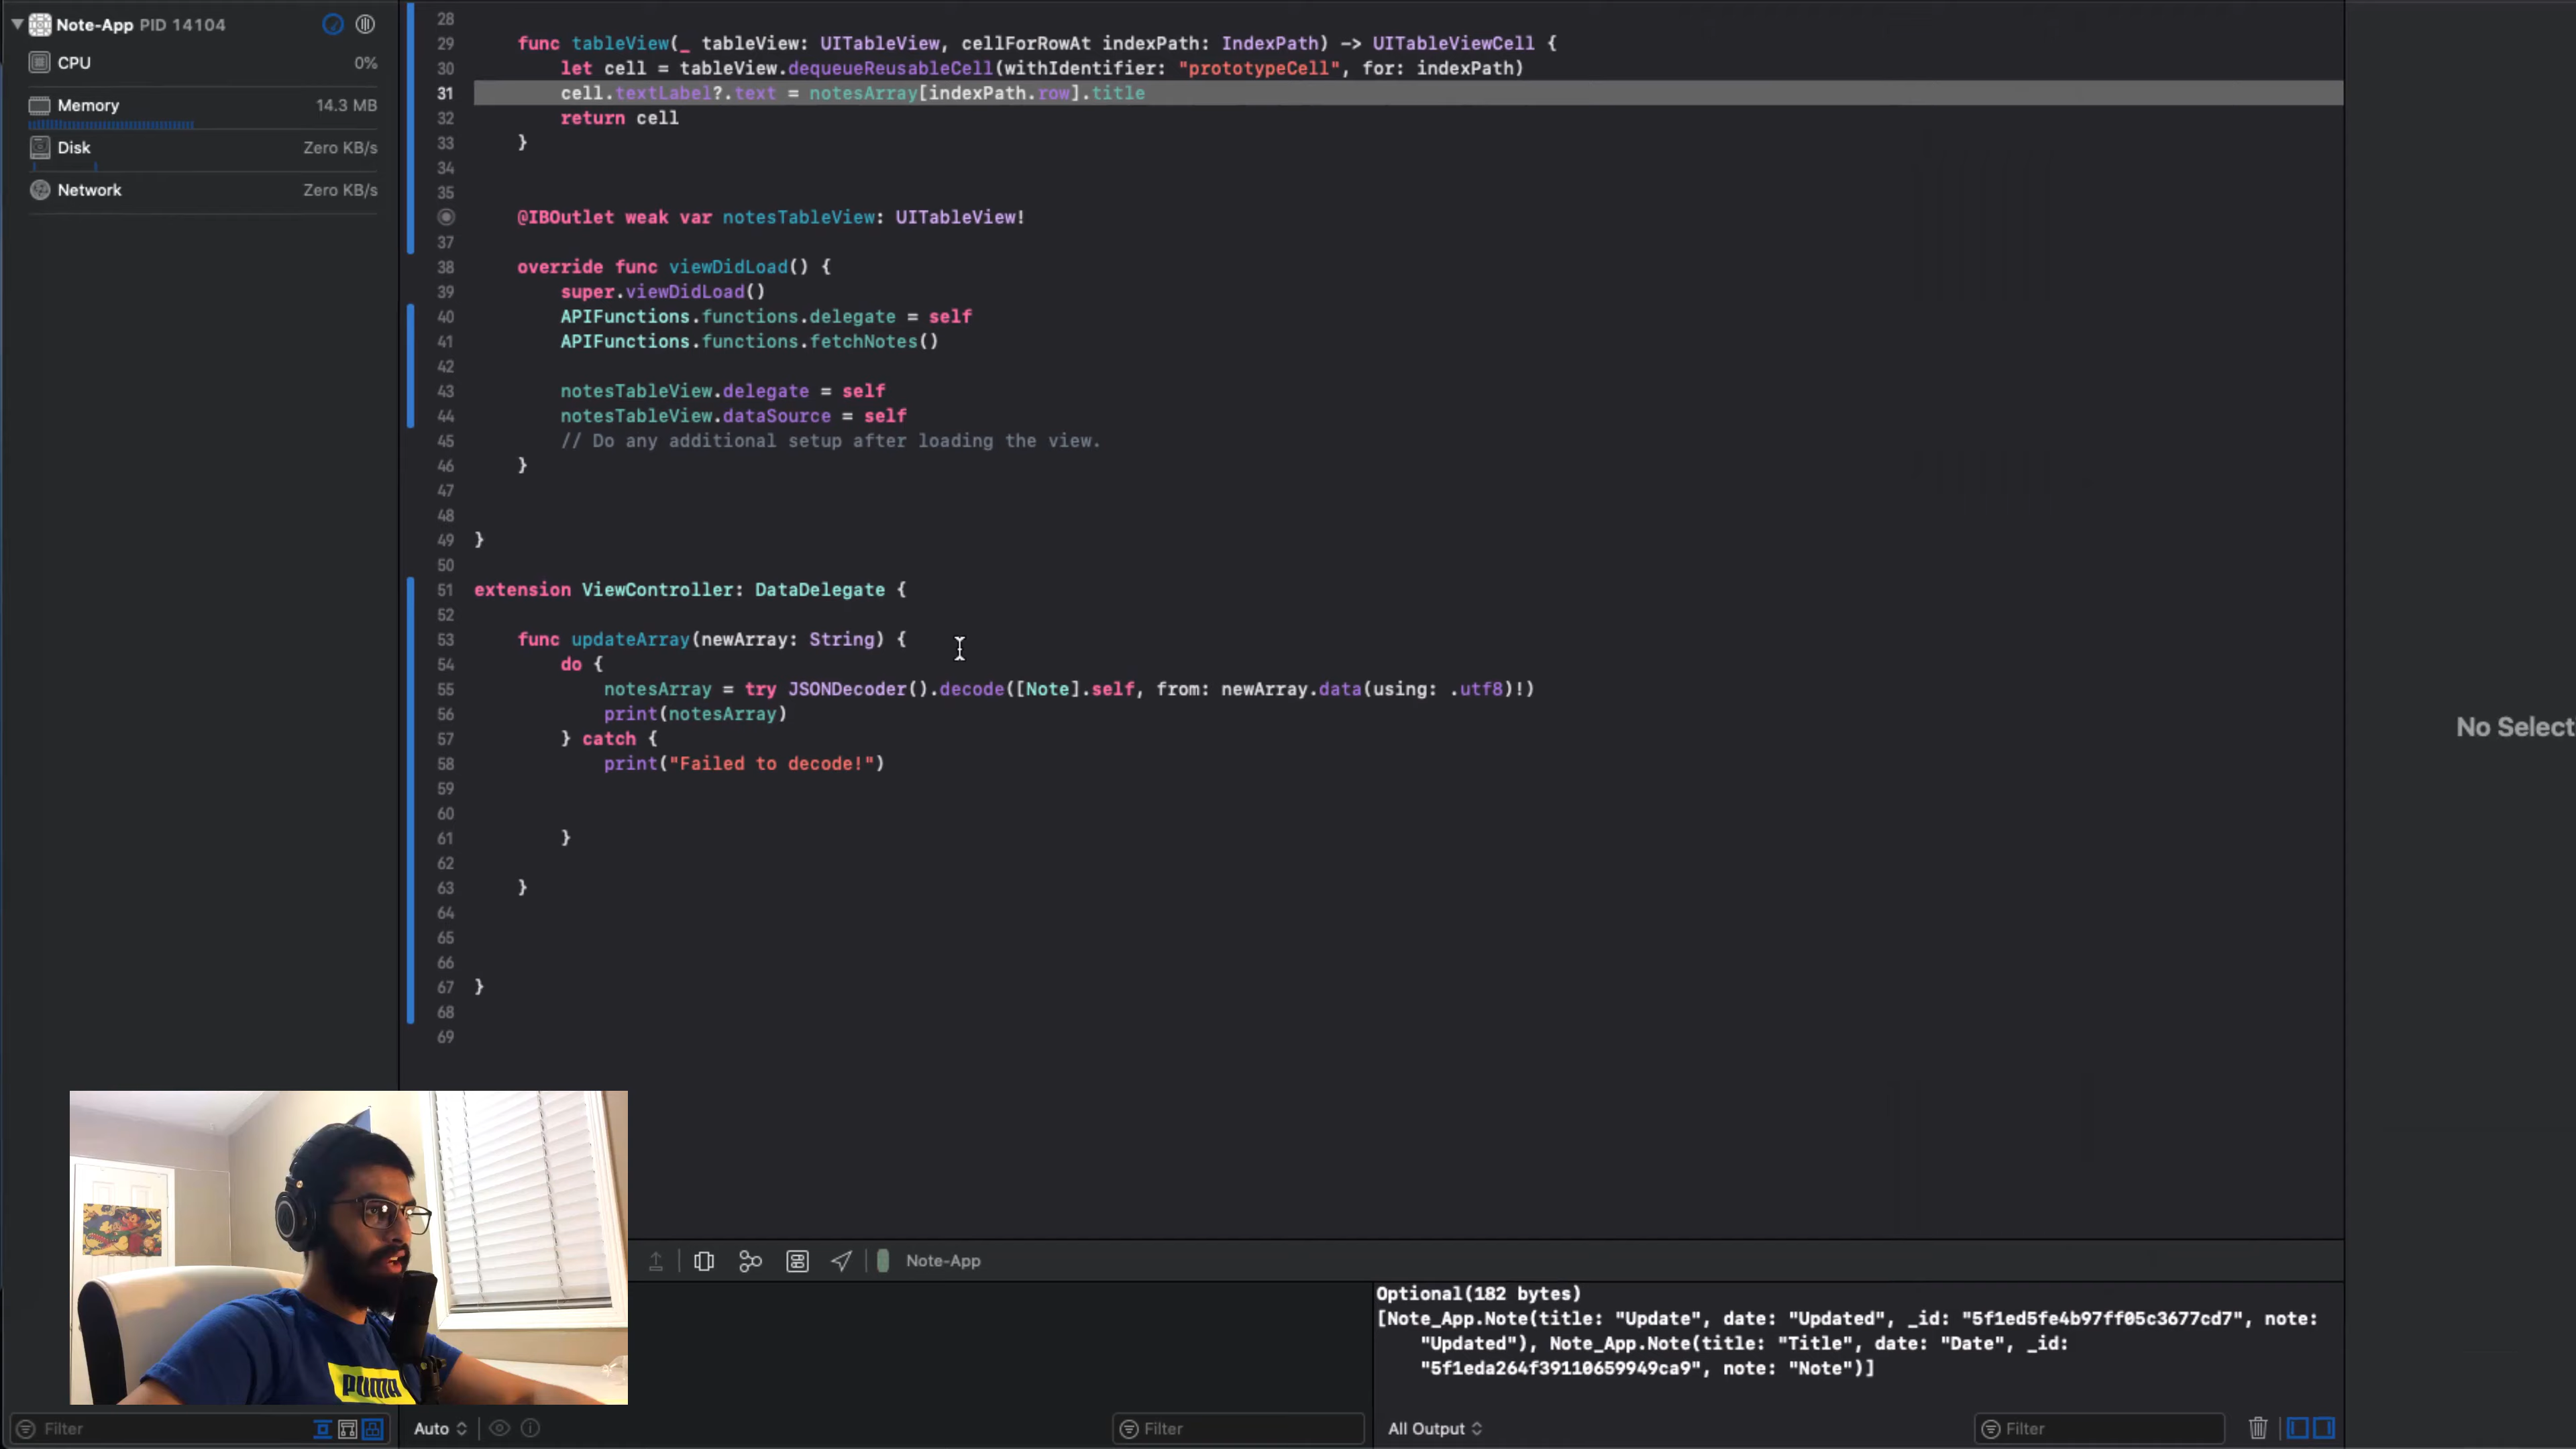 Note-App PID 14104
CPU 0%
Memory 14.3 MB
Disk Zero KB/s
Network Zero KB/s
28
29 func tableView(_ tableView: UITableView, cellForRowAt indexPath: IndexPath) -> UITableViewCell {
30 let cell = tableView.dequeueReusableCell(withIdentifier: "prototypeCell", for: indexPath)
31 cell.textLabel?.text = notesArray[indexPath.row].title
32 return cell
33 }
34
35
@IBOutlet weak var notesTableView: UITableView!
37
38 override func viewDidLoad() {
39 super.viewDidLoad()
40 APIFunctions.functions.delegate = self
41 APIFunctions.functions.fetchNotes()
42
43 notesTableView.delegate = self
44 notesTableView.dataSource = self
45 // Do any additional setup after loading the view.
46 }
47
48
49 }
50
51 extension ViewController: DataDelegate {
52
53 func updateArray(newArray: String) {
54 do {
55 notesArray = try JSONDecoder().decode([Note].self, from: newArray.data(using: .utf8)!)
56 print(notesArray)
57 } catch {
58 print("Failed to decode!")
59
60
61 }
62
63 }
64
65
66
67 }
68
69
No Select
PUMA
Note-App
Optional(182 bytes)
[Note_App.Note(title: "Update", date: "Updated", _id: "5f1ed5fe4b97ff05c3677cd7", note:
"Updated"), Note_App.Note(title: "Title", date: "Date", _id:
"5f1eda264f39110659949ca9", note: "Note")]
Filter
Auto
Filter
All Output
Filter